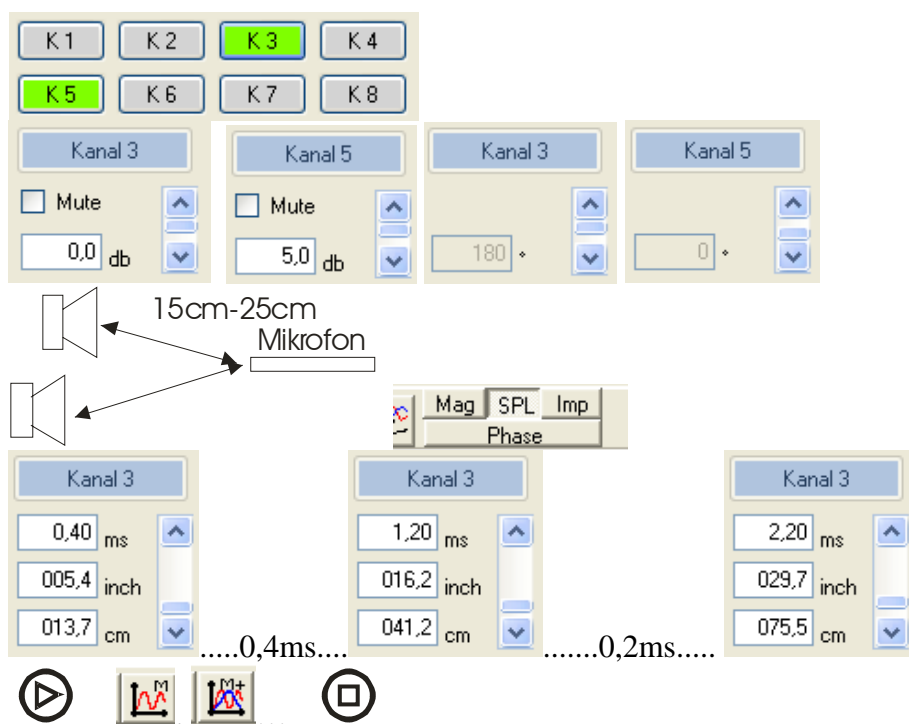 K 1 K 2 K 3 K 4
K 5 K 6 K 7 K 8
Kanal 3 Kanal 5 Kanal 3 Kanal 5
Mute Mute
0,0 db 5,0 db 180 ° 0 °
15cm-25cm
Mikrofon
Mag SPL Imp
Phase
Kanal 3 Kanal 3 Kanal 3
0,40 ms 1,20 ms 2,20 ms
005,4 inch 016,2 inch 029,7 inch
013,7 cm .....0,4ms.... 041,2 cm .......0,2ms..... 075,5 cm
M M+